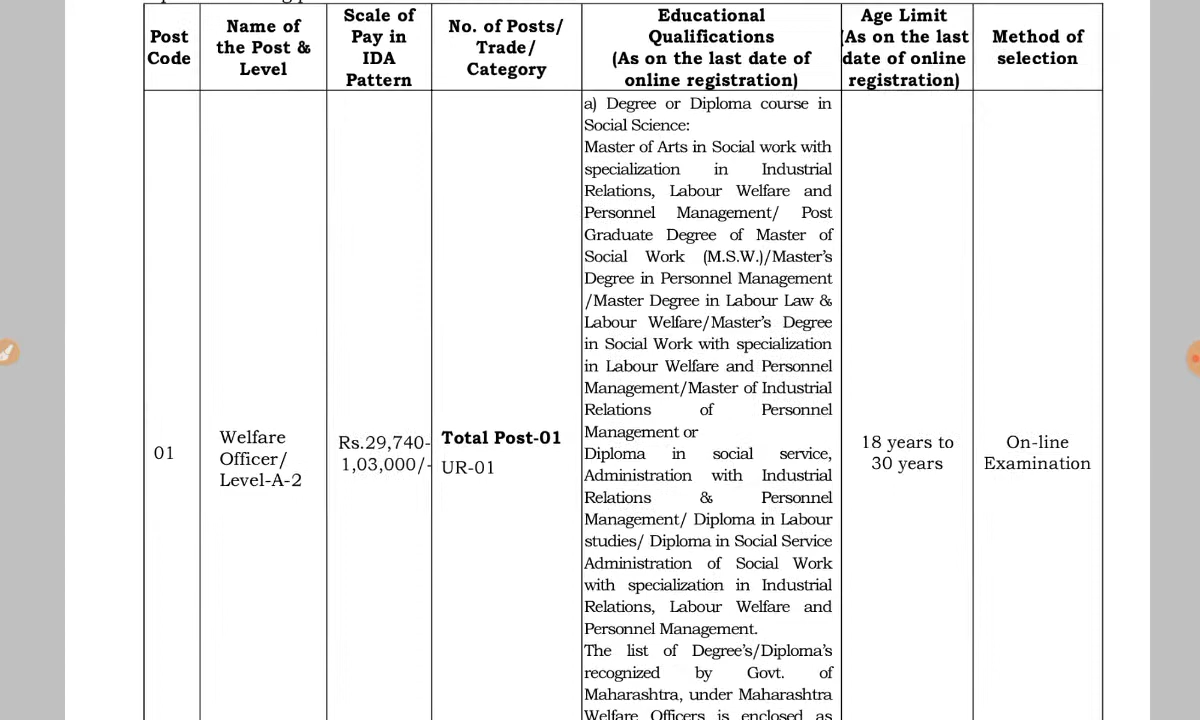 Post
Code
Name of
the Post &
Level
Scale of
Pay in
IDA
Pattern
No. of Posts/
Trade/
Category
Educational
Qualifications
(As on the last date of
online registration)
Age Limit
(As on the last
date of online
registration)
Method of
selection
01
Welfare
Officer/
Level-A-2
Rs.29,740-
1,03,000/-
Total Post-01
UR-01
a) Degree or Diploma course in
Social Science:
Master of Arts in Social work with
specialization in Industrial
Relations, Labour Welfare and
Personnel Management/ Post
Graduate Degree of Master of
Social Work (M.S.W.)/Master's
Degree in Personnel Management
/Master Degree in Labour Law &
Labour Welfare/Master's Degree
in Social Work with specialization
in Labour Welfare and Personnel
Management/Master of Industrial
Relations of Personnel
Management or
Diploma in social service,
Administration with Industrial
Relations & Personnel
Management/ Diploma in Labour
studies/ Diploma in Social Service
Administration of Social Work
with specialization in Industrial
Relations, Labour Welfare and
Personnel Management.
The list of Degree's/Diploma's
recognized by Govt. of
Maharashtra, under Maharashtra
Welfare Officers is enclosed as
18 years to
30 years
On-line
Examination